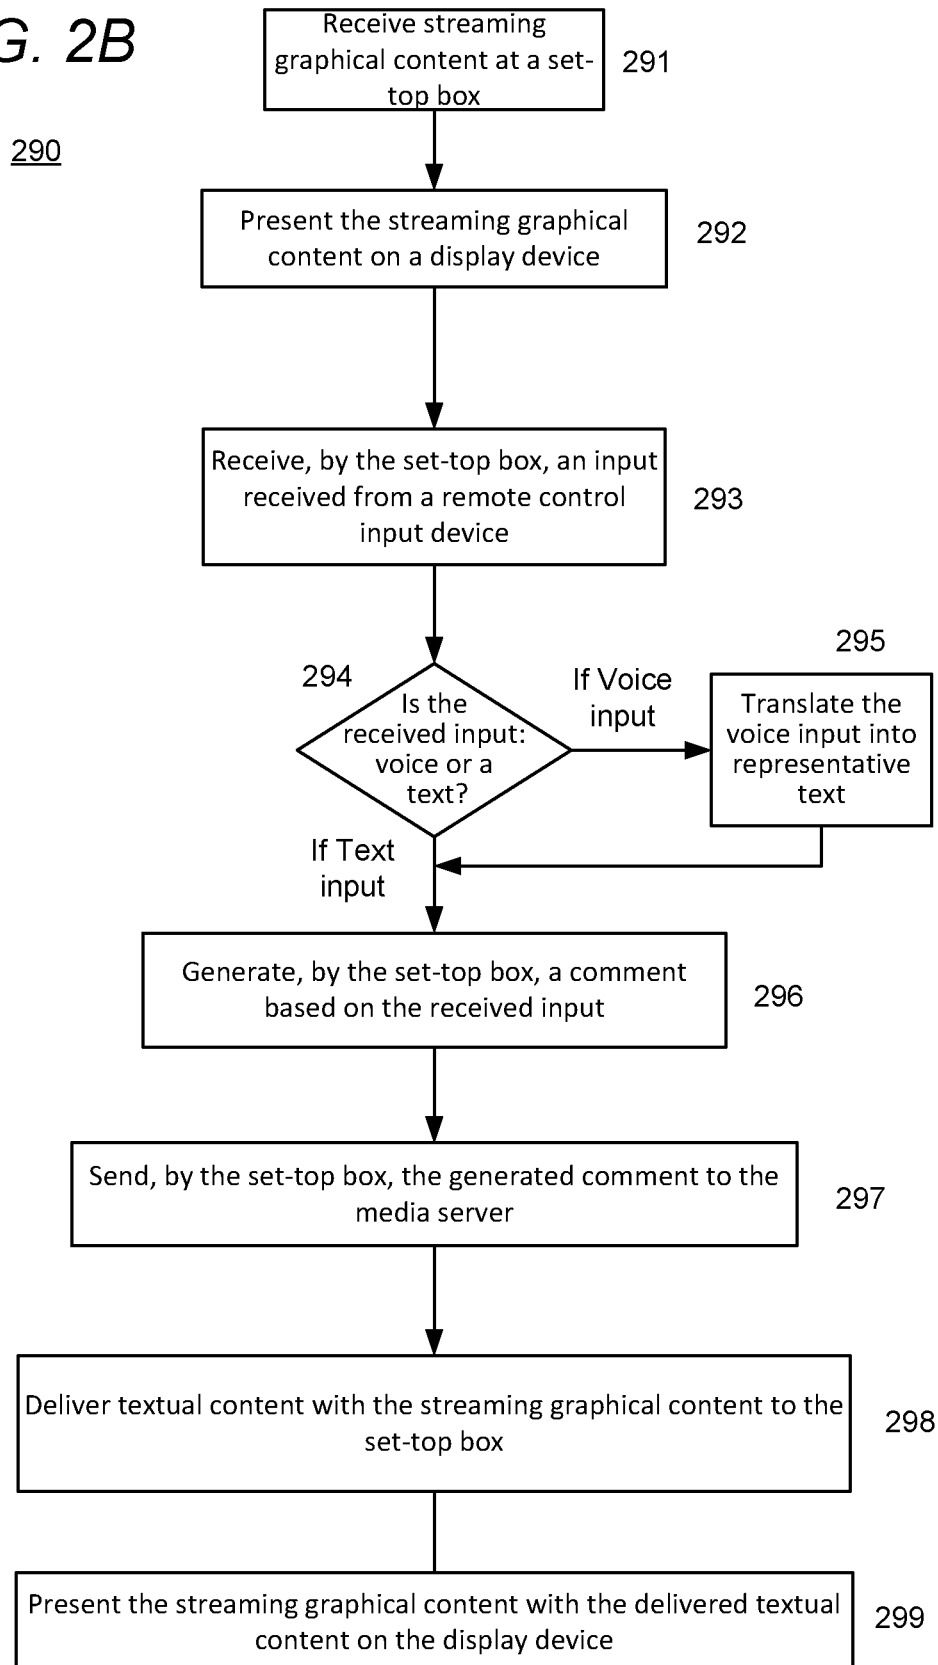 G. 2B
290
Receive streaming
graphical content at a set-
top box
291
Present the streaming graphical
content on a display device
292
Receive, by the set-top box, an input
received from a remote control
input device
293
294
Is the
received input:
voice or a
text?
If Voice
input
295
Translate the
voice input into
representative
text
If Text
input
Generate, by the set-top box, a comment
based on the received input
296
Send, by the set-top box, the generated comment to the
media server
297
Deliver textual content with the streaming graphical content to the
set-top box
298
Present the streaming graphical content with the delivered textual
content on the display device
299